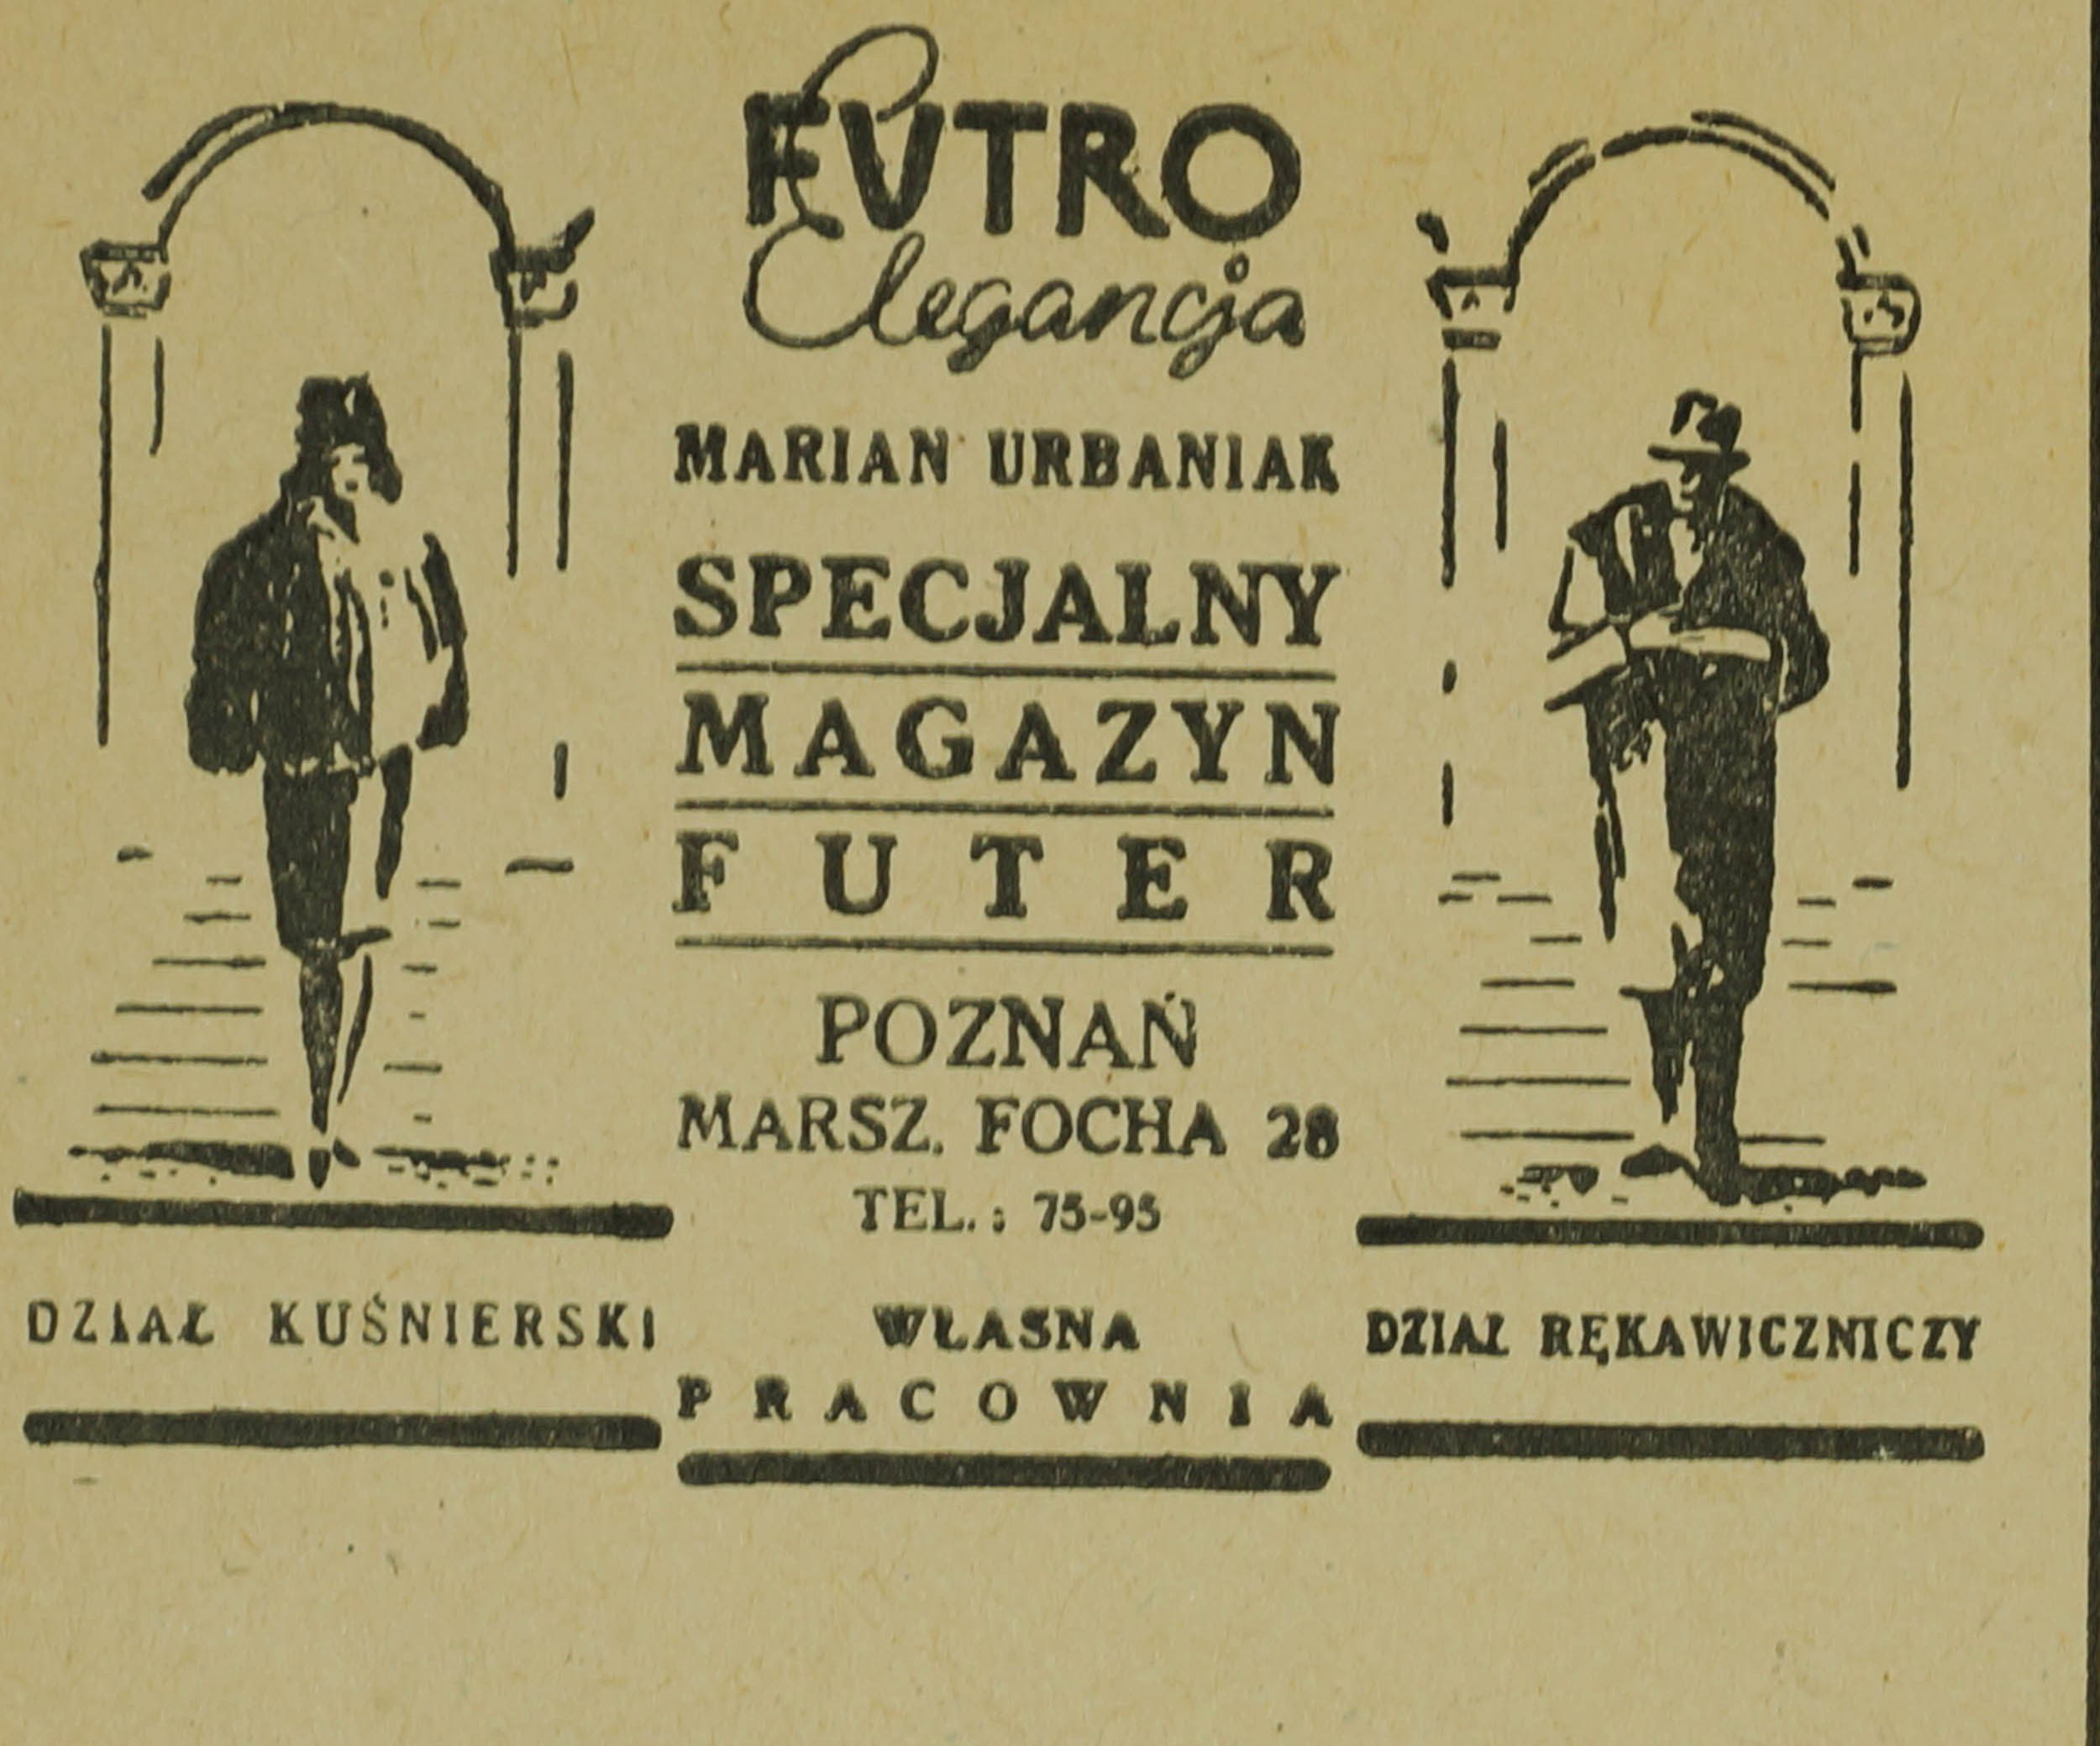 FUTRO
Elegancja
MARIAN URBANIAK
SPECJALNY
MAGAZYN
FUTER
POZNAŃ
MARSZ. FOCHA 28
TEL.: 75-95
DZIAŁ KUŚNIERSKI
WŁASNA
PRACOWNIA
DZIAŁ RĘKAWICZNICZY